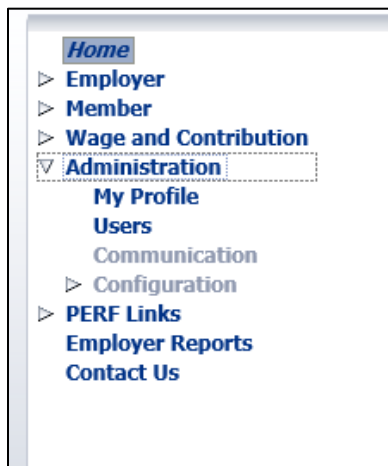 Home
Employer
Member
Wage and Contribution
Administration
My Profile
Users
Communication
Configuration
PERF Links
Employer Reports
Contact Us